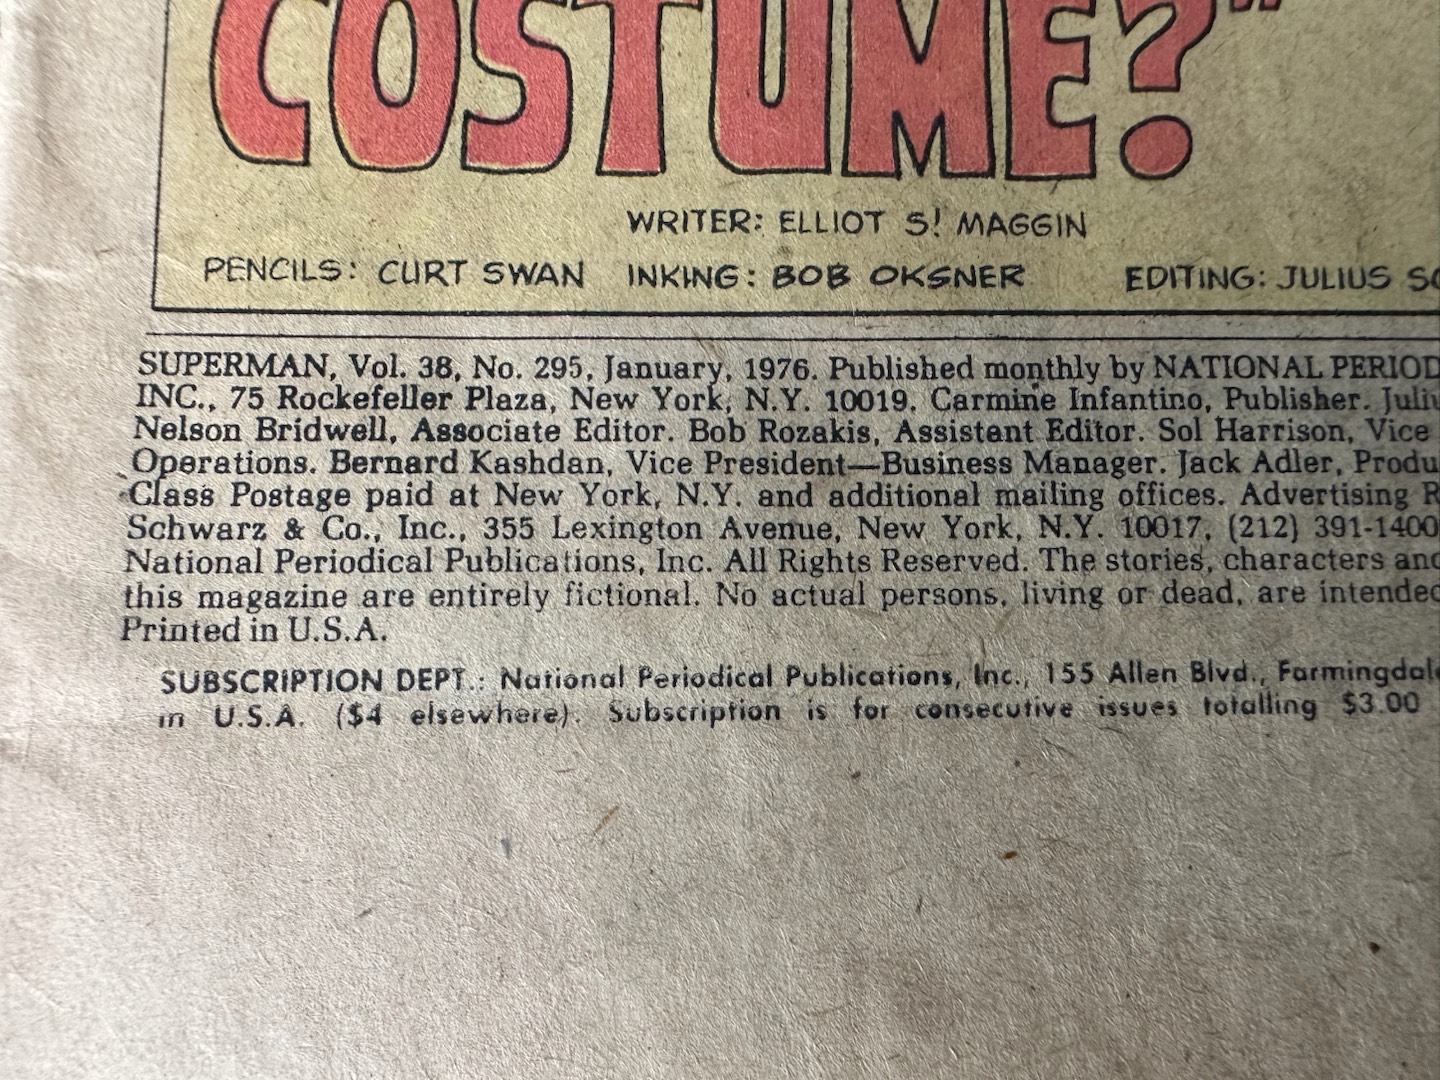 COSTUME?"
WRITER: ELLIOT S! MAGGIN
PENCILS: CURT SWAN INKING: BOB OKSNER EDITING: JULIUS
SUPERMAN, Vol. 38, No. 295, January, 1976. Published monthly by NATIONAL PERIOD
INC., 75 Rockefeller Plaza, New York, N.Y. 10019. Carmine Infantino, Publisher. Juliu
Nelson Bridwell, Associate Editor. Bob Rozakis, Assistant Editor. Sol Harrison, Vice
Operations. Bernard Kashdan, Vice President—Business Manager. Jack Adler, Produ
Class Postage paid at New York, N.Y. and additional mailing offices. Advertising R
Schwarz & Co., Inc., 355 Lexington Avenue, New York, N.Y. 10017, (212) 391-1400
National Periodical Publications, Inc. All Rights Reserved. The stories, characters and
this magazine are entirely fictional. No actual persons, living or dead, are intended
Printed in U.S.A.
SUBSCRIPTION DEPT.: National Periodical Publications, Inc., 155 Allen Blvd., Farmingdale
in U.S.A. ($4 elsewhere). Subscription is for consecutive issues totalling $3.00